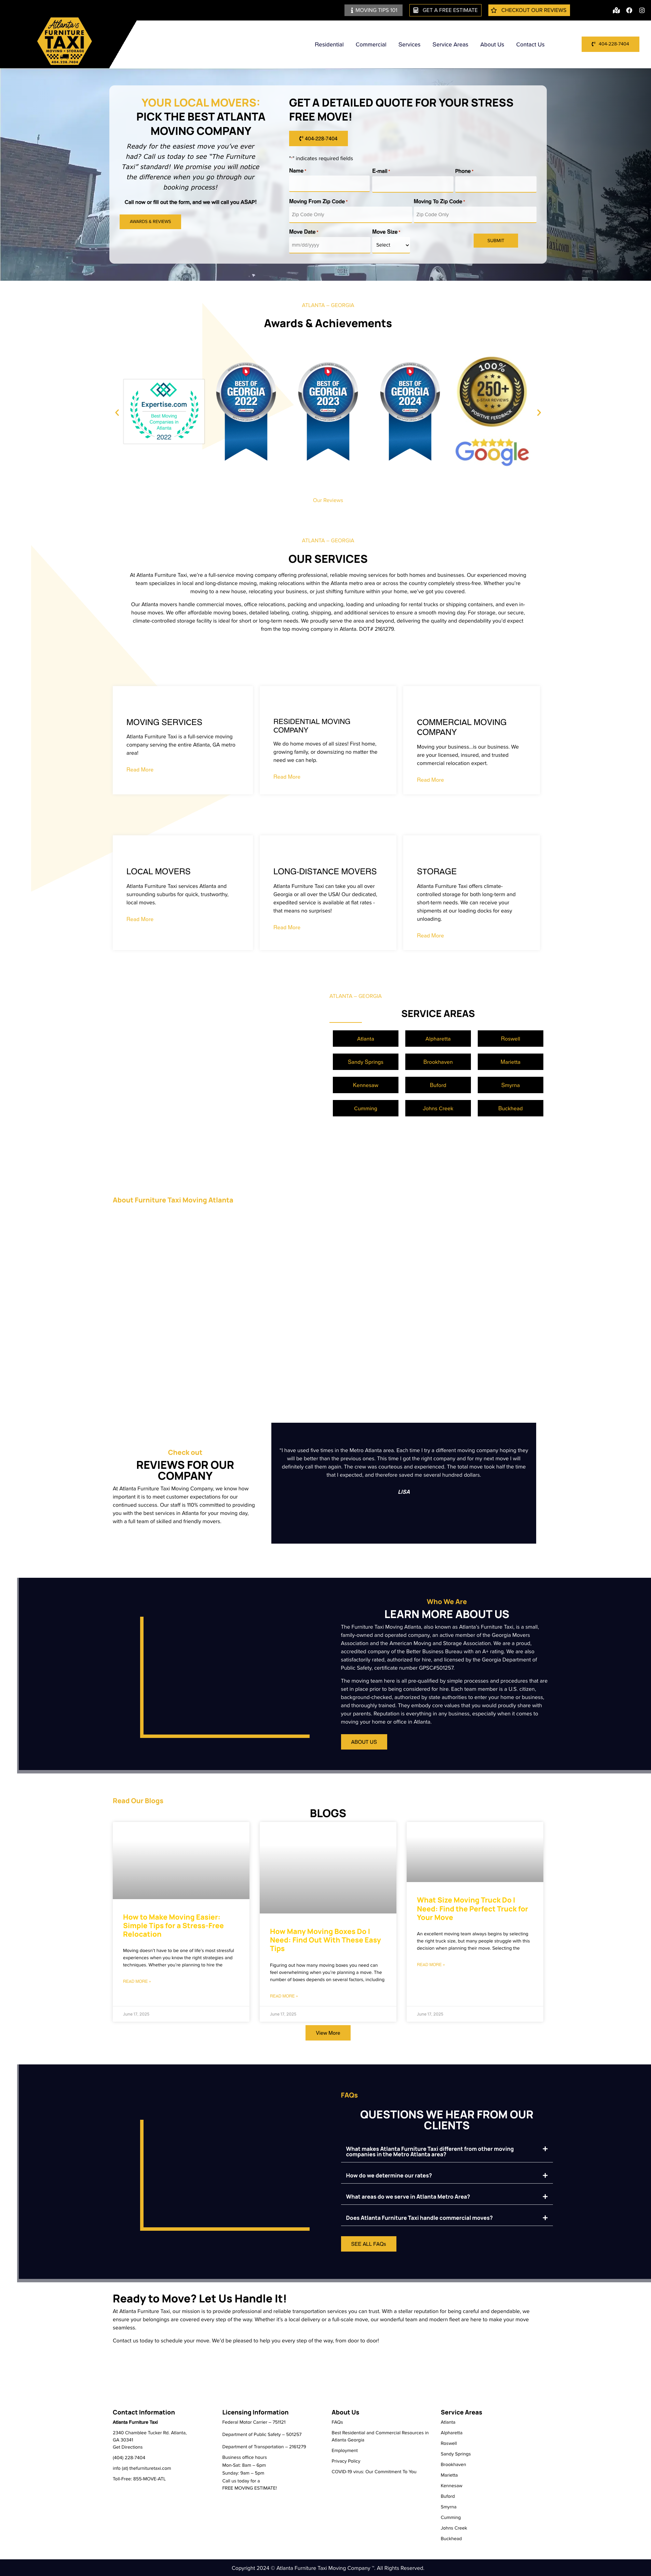 MOVING TIPS 101
GET A FREE ESTIMATE
CHECKOUT OUR REVIEWS
Atlanta's
FURNITURE
TAXI
MOVING + STORAGE
404-228-7404
Residential
Commercial
Services
Service Areas
About Us
Contact Us
404-228-7404
YOUR LOCAL MOVERS:
PICK THE BEST ATLANTA
MOVING COMPANY
Ready for the easiest move you've ever
had? Call us today to see "The Furniture
Taxi" standard! We promise you will notice
the difference when you go through our
booking process!
Call now or fill out the form, and we will call you ASAP!
AWARDS & REVIEWS
GET A DETAILED QUOTE FOR YOUR STRESS
FREE MOVE!
404-228-7404
"*" indicates required fields
Name *
E-mail *
Phone *
Moving From Zip Code *
Moving To Zip Code *
Zip Code Only
Zip Code Only
Move Date *
Move Size *
mm/dd/yyyy
Select
SUBMIT
ATLANTA – GEORGIA
Awards & Achievements
Expertise.com
Best Moving
Companies in
Atlanta
2022
BEST OF
GEORGIA
2022
BEST OF
GEORGIA
2023
BEST OF
GEORGIA
2024
100%
250+
5 STAR REVIEWS
POSITIVE FEEDBACK
Google
Our Reviews
ATLANTA – GEORGIA
OUR SERVICES
At Atlanta Furniture Taxi, we're a full-service moving company offering professional, reliable moving services for both homes and businesses. Our experienced moving
team specializes in local and long-distance moving, making relocations within the Atlanta metro area or across the country completely stress-free. Whether you're
moving to a new house, relocating your business, or just shifting furniture within your home, we've got you covered.
Our Atlanta movers handle commercial moves, office relocations, packing and unpacking, loading and unloading for rental trucks or shipping containers, and even in-
house moves. We offer affordable moving boxes, detailed labeling, crating, shipping, and additional services to ensure a smooth moving day. For storage, our secure,
climate-controlled storage facility is ideal for short or long-term needs. We proudly serve the area and beyond, delivering the quality and dependability you'd expect
from the top moving company in Atlanta. DOT# 2161279.
MOVING SERVICES
Atlanta Furniture Taxi is a full-service moving
company serving the entire Atlanta, GA metro
area!
Read More
RESIDENTIAL MOVING
COMPANY
We do home moves of all sizes! First home,
growing family, or downsizing no matter the
need we can help.
Read More
COMMERCIAL MOVING
COMPANY
Moving your business...is our business. We
are your licensed, insured, and trusted
commercial relocation expert.
Read More
LOCAL MOVERS
Atlanta Furniture Taxi services Atlanta and
surrounding suburbs for quick, trustworthy,
local moves.
Read More
LONG-DISTANCE MOVERS
Atlanta Furniture Taxi can take you all over
Georgia or all over the USA! Our dedicated,
expedited service is available at flat rates -
that means no surprises!
Read More
STORAGE
Atlanta Furniture Taxi offers climate-
controlled storage for both long-term and
short-term needs. We can receive your
shipments at our loading docks for easy
unloading.
Read More
ATLANTA – GEORGIA
SERVICE AREAS
Atlanta
Alpharetta
Roswell
Sandy Springs
Brookhaven
Marietta
Kennesaw
Buford
Smyrna
Cumming
Johns Creek
Buckhead
About Furniture Taxi Moving Atlanta
Check out
REVIEWS FOR OUR
COMPANY
At Atlanta Furniture Taxi Moving Company, we know how
important it is to meet customer expectations for our
continued success. Our staff is 110% committed to providing
you with the best services in Atlanta for your moving day,
with a full team of skilled and friendly movers.
"I have used five times in the Metro Atlanta area. Each time I try a different moving company hoping they
will be better than the previous ones. This time I got the right company and for my next move I will
definitely call them again. The crew was courteous and experienced. The total move took half the time
that I expected, and therefore saved me several hundred dollars.
LISA
Who We Are
LEARN MORE ABOUT US
The Furniture Taxi Moving Atlanta, also known as Atlanta's Furniture Taxi, is a small,
family-owned and operated company, an active member of the Georgia Movers
Association and the American Moving and Storage Association. We are a proud,
accredited company of the Better Business Bureau with an A+ rating. We are also
satisfactorily rated, authorized for hire, and licensed by the Georgia Department of
Public Safety, certificate number GPSC#501257.
The moving team here is all pre-qualified by simple processes and procedures that are
set in place prior to being considered for hire. Each team member is a U.S. citizen,
background-checked, authorized by state authorities to enter your home or business,
and thoroughly trained. They embody core values that you would proudly share with
your parents. Reputation is everything in any business, especially when it comes to
moving your home or office in Atlanta.
ABOUT US
Read Our Blogs
BLOGS
How to Make Moving Easier:
Simple Tips for a Stress-Free
Relocation
Moving doesn't have to be one of life's most stressful
experiences when you know the right strategies and
techniques. Whether you're planning to hire the
READ MORE »
June 17, 2025
How Many Moving Boxes Do I
Need: Find Out With These Easy
Tips
Figuring out how many moving boxes you need can
feel overwhelming when you're planning a move. The
number of boxes depends on several factors, including
READ MORE »
June 17, 2025
What Size Moving Truck Do I
Need: Find the Perfect Truck for
Your Move
An excellent moving team always begins by selecting
the right truck size, but many people struggle with this
decision when planning their move. Selecting the
READ MORE »
June 17, 2025
View More
FAQs
QUESTIONS WE HEAR FROM OUR
CLIENTS
What makes Atlanta Furniture Taxi different from other moving
companies in the Metro Atlanta area?
How do we determine our rates?
What areas do we serve in Atlanta Metro Area?
Does Atlanta Furniture Taxi handle commercial moves?
SEE ALL FAQs
Ready to Move? Let Us Handle It!
At Atlanta Furniture Taxi, our mission is to provide professional and reliable transportation services you can trust. With a stellar reputation for being careful and dependable, we
ensure your belongings are covered every step of the way. Whether it's a local delivery or a full-scale move, our wonderful team and modern fleet are here to make your move
seamless.
Contact us today to schedule your move. We'd be pleased to help you every step of the way, from door to door!
Contact Information
Atlanta Furniture Taxi
2340 Chamblee Tucker Rd. Atlanta,
GA 30341
Get Directions
(404) 228-7404
info (at) thefurnituretaxi.com
Toll-Free: 855-MOVE-ATL
Licensing Information
Federal Motor Carrier – 751121
Department of Public Safety – 501257
Department of Transportation – 2161279
Business office hours
Mon-Sat: 8am – 6pm
Sunday: 9am – 5pm
Call us today for a
FREE MOVING ESTIMATE!
About Us
FAQs
Best Residential and Commercial Resources in
Atlanta Georgia
Employment
Privacy Policy
COVID-19 virus: Our Commitment To You
Service Areas
Atlanta
Alpharetta
Roswell
Sandy Springs
Brookhaven
Marietta
Kennesaw
Buford
Smyrna
Cumming
Johns Creek
Buckhead
Copyright 2024 © Atlanta Furniture Taxi Moving Company ™. All Rights Reserved.